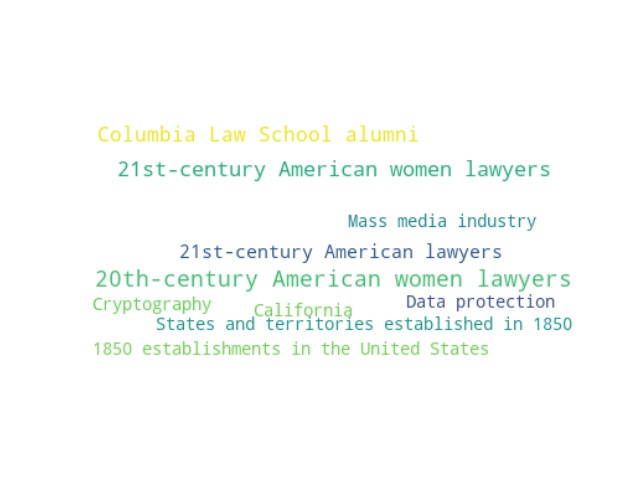 Columbia Law School alumni
21st-century American women lawyers
Mass media industry
21st-century American lawyers
20th-century American women lawyers
Cryptography
California
Data protection
States and territories established in 1850
1850 establishments in the United States